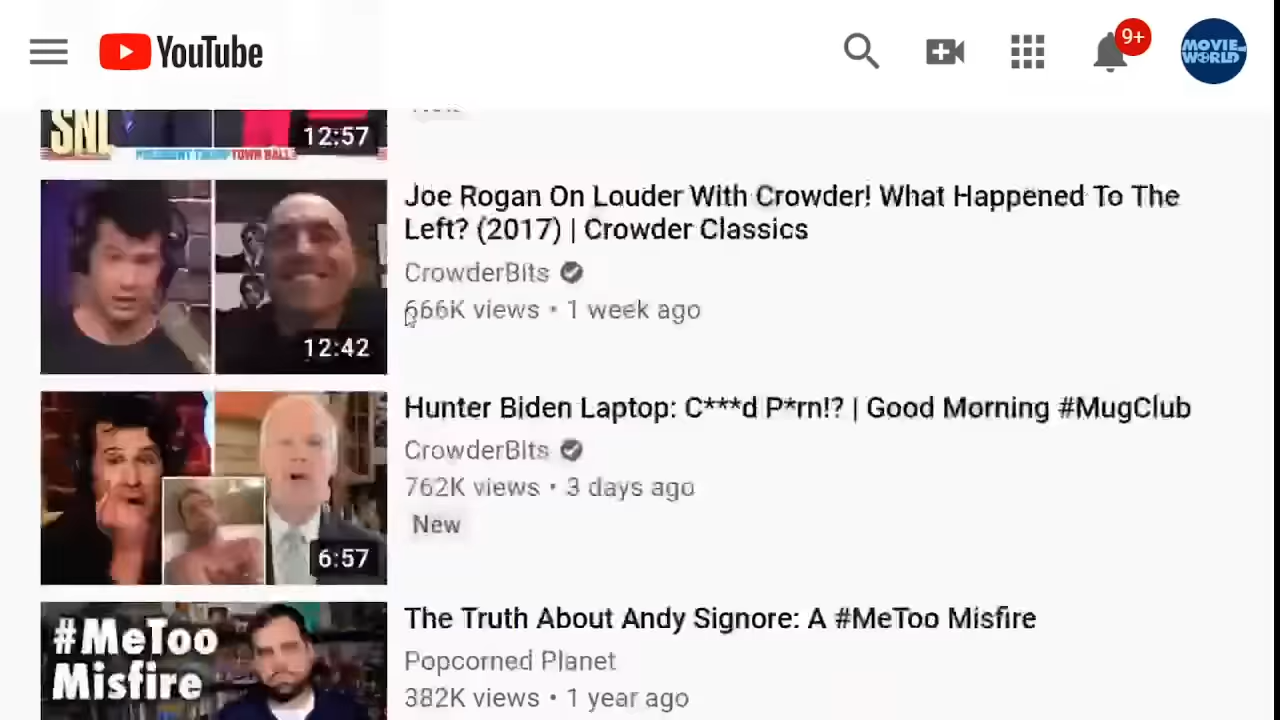 YouTube
9+
MOVIE
WORLD
SNL
12:57
TOWN HALL
Joe Rogan On Louder With Crowder! What Happened To The
Left? (2017) | Crowder Classics
CrowderBits
666K views • 1 week ago
12:42
Hunter Biden Laptop: C***d P*rn!? | Good Morning #MugClub
CrowderBits
762K views • 3 days ago
New
6:57
#MeToo
Misfire
The Truth About Andy Signore: A #MeToo Misfire
Popcorned Planet
382K views • 1 year ago